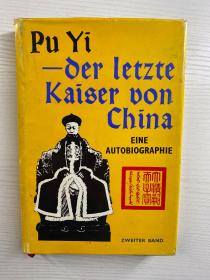 Pu Yi
—der letzte
Kaiser von
China
EINE
AUTOBIOGRAPHIE
ZWEITER BAND